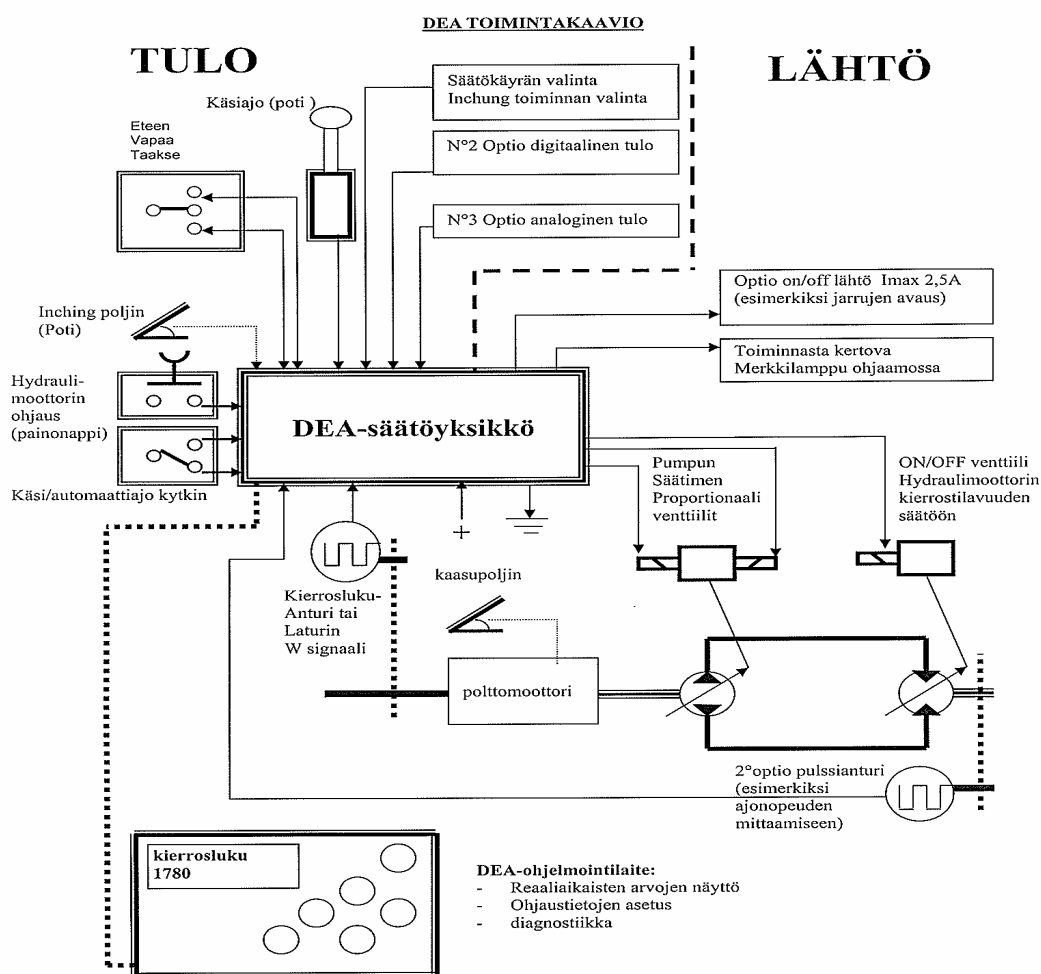 DEA TOIMINTAKAAVIO
TULO
LÄHTÖ
Säätökäyrän valinta
Inchung toiminnan valinta
Käsiajo (poti )
Eteen
Vapaa
Taakse
N°2 Optio digitaalinen tulo
N°3 Optio analoginen tulo
Optio on/off lähtö Imax 2,5A
(esimerkiksi jarrujen avaus)
Inching poljin
(Poti)
Toiminnasta kertova
Merkkilamppu ohjaamossa
Hydrauli-
moottorin
ohjaus
(painonappi)
DEA-säätöyksikkö
Käsi/automaattiajo kytkin
Pumpun
Säätimen
Proportionaali
venttiilit
ON/OFF venttiili
Hydraulimoottorin
kierrostilavuuden
säätöön
+
Kierrosluku-
Anturi tai
Laturin
W signaali
kaasupoljin
polttomoottori
2°optio pulssianturi
(esimerkiksi
ajonopeuden
mittaamiseen)
kierrosluku
1780
DEA-ohjelmointilaite:
- Reaaliaikaisten arvojen näyttö
- Ohjaustietojen asetus
- diagnostiikka